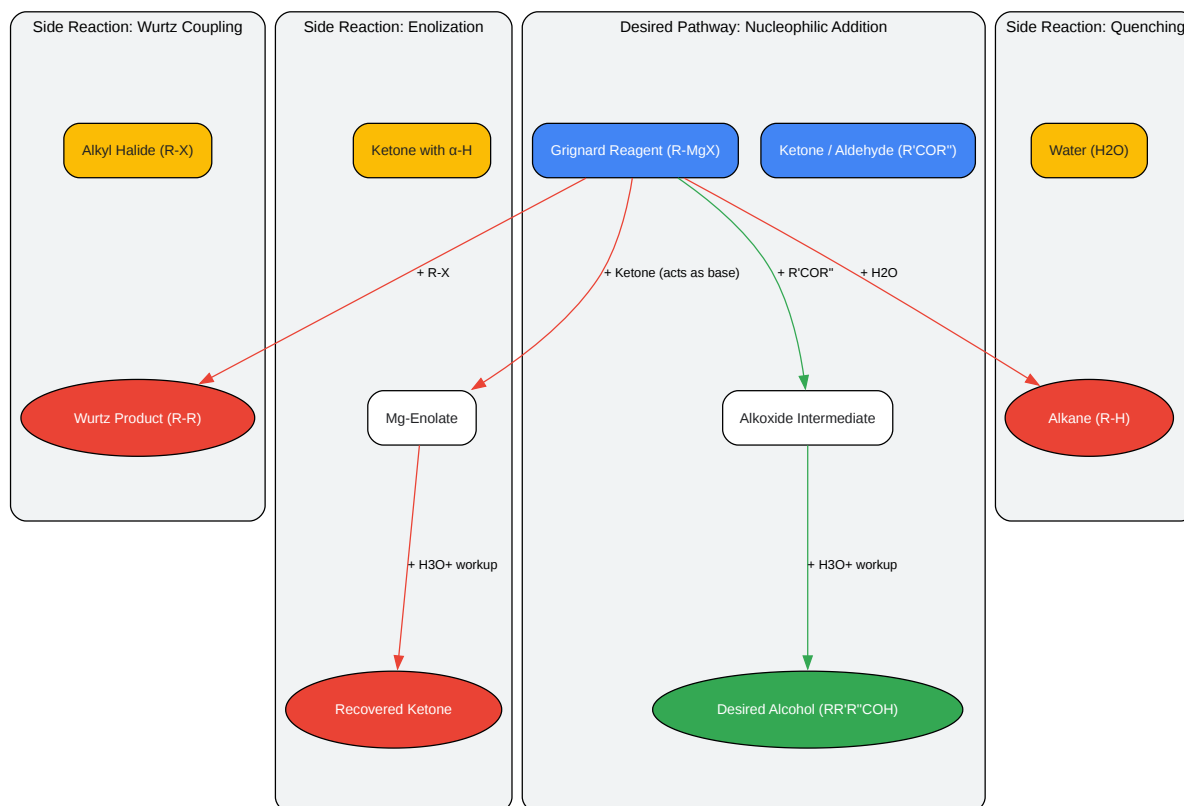 Side Reaction: Wurtz Coupling
Side Reaction: Enolization
Desired Pathway: Nucleophilic Addition
Side Reaction: Quenching
Alkyl Halide (R-X)
Ketone with α-H
Grignard Reagent (R-MgX)
Ketone / Aldehyde (R'COR")
Water (H2O)
+ R-X
+ Ketone (acts as base)
+ R'COR"
+ H2O
Wurtz Product (R-R)
Mg-Enolate
Alkoxide Intermediate
Alkane (R-H)
+ H3O+ workup
+ H3O+ workup
Recovered Ketone
Desired Alcohol (RR'R"COH)